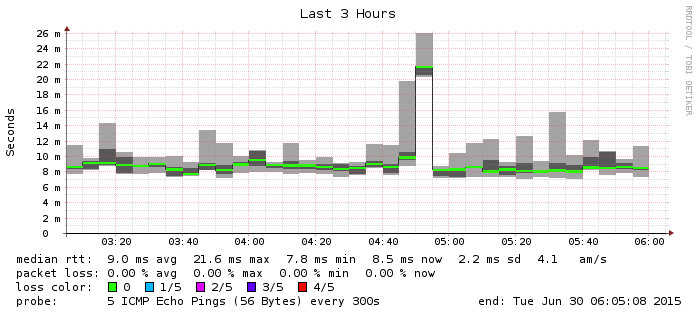 Last 3 Hours
RRDTOOL / TOBI OETIKER
Seconds
26 m
24 m
22 m
20 m
18 m
16 m
14 m
12 m
10 m
8 m
6 m
4 m
2 m
0
03:20 03:40 04:00 04:20 04:40 05:00 05:20 05:40 06:00
median rtt: 9.0 ms avg 21.6 ms max 7.8 ms min 8.5 ms now 2.2 ms sd 4.1 am/s
packet loss: 0.00 % avg 0.00 % max 0.00 % min 0.00 % now
loss color: 0 1/5 2/5 3/5 4/5
probe: 5 ICMP Echo Pings (56 Bytes) every 300s end: Tue Jun 30 06:05:08 2015